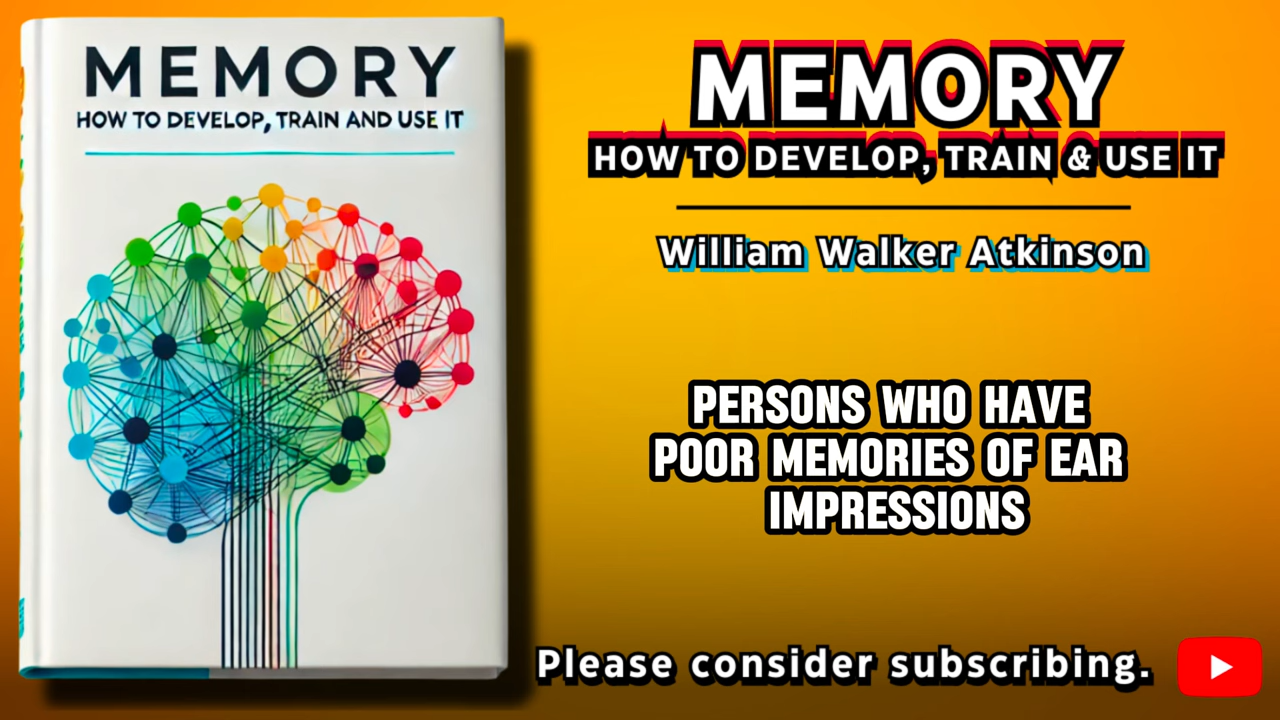 MEMORY
HOW TO DEVELOP, TRAIN AND USE IT
MEMORY
HOW TO DEVELOP, TRAIN & USE IT
William Walker Atkinson
PERSONS WHO HAVE
POOR MEMORIES OF EAR
IMPRESSIONS
Please consider subscribing.